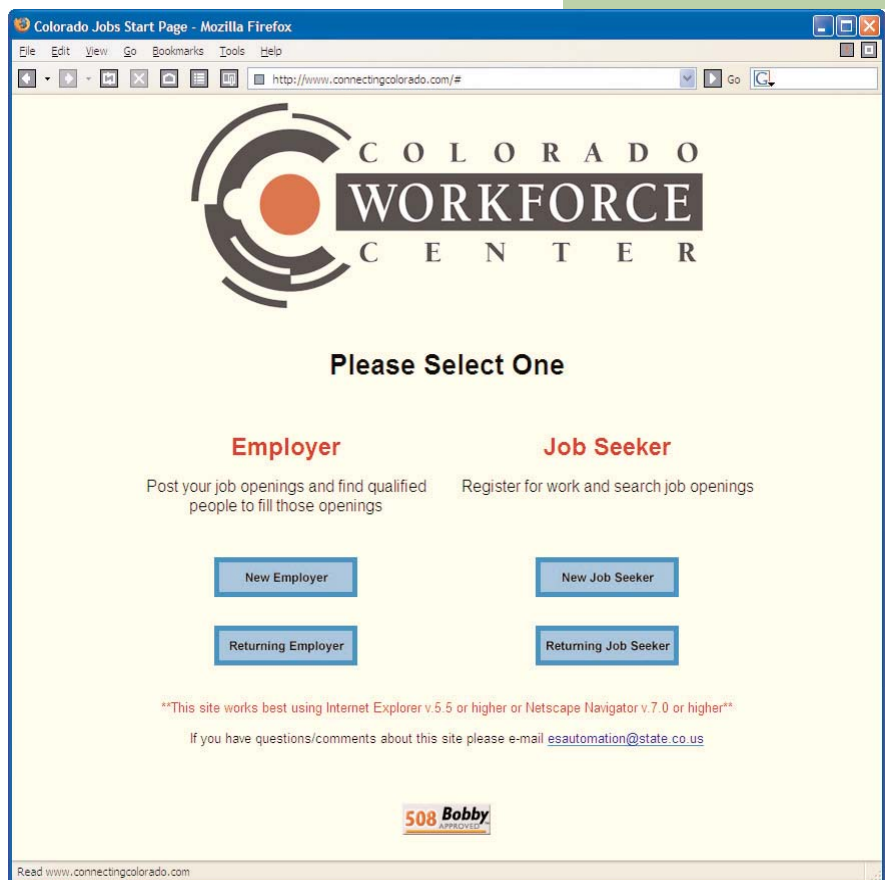 Colorado Jobs Start Page - Mozilla Firefox
File Edit View Go Bookmarks Tools Help
http://www.connectingcolorado.com/# Go G
COLORADO
WORKFORCE
CENTER
Please Select One
Employer
Job Seeker
Post your job openings and find qualified
people to fill those openings
Register for work and search job openings
New Employer
New Job Seeker
Returning Employer
Returning Job Seeker
**This site works best using Internet Explorer v.5.5 or higher or Netscape Navigator v.7.0 or higher**
If you have questions/comments about this site please e-mail esautomation@state.co.us
508 Bobby
APPROVED
Read www.connectingcolorado.com